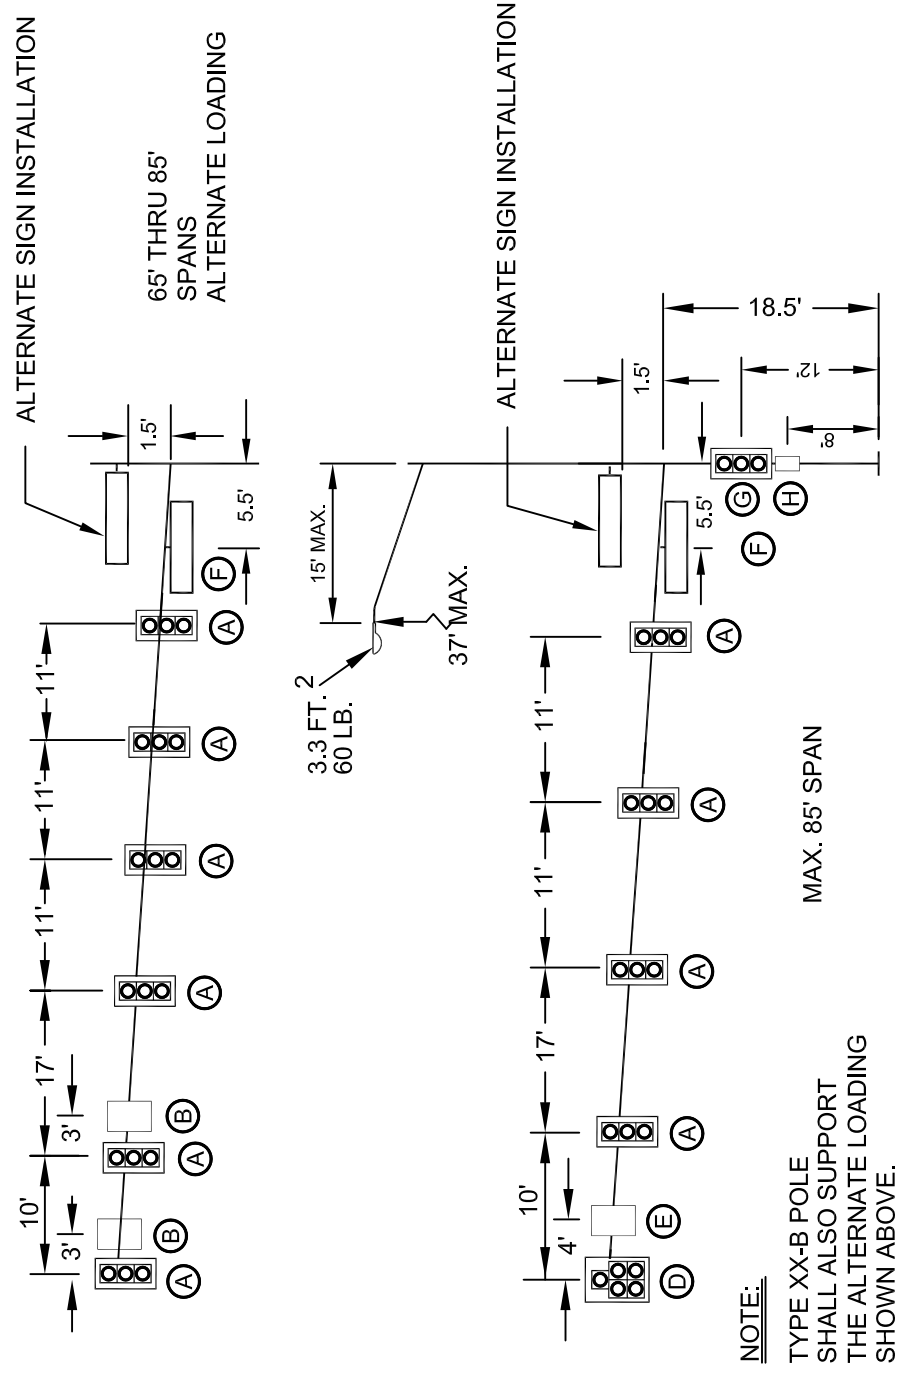 ALTERNATE SIGN INSTALLATION
65' THRU 85'
SPANS
ALTERNATE LOADING
10'
17'
11'
11'
11'
3'
3'
1.5'
5.5'
A
B
A
B
A
A
A
A
F
3.3 FT. 2
60 LB.
15' MAX.
37' MAX.
ALTERNATE SIGN INSTALLATION
10'
17'
11'
11'
4'
1.5'
5.5'
18.5'
12'
8'
D
E
A
A
A
A
F
G
H
MAX. 85' SPAN
NOTE:
TYPE XX-B POLE
SHALL ALSO SUPPORT
THE ALTERNATE LOADING
SHOWN ABOVE.